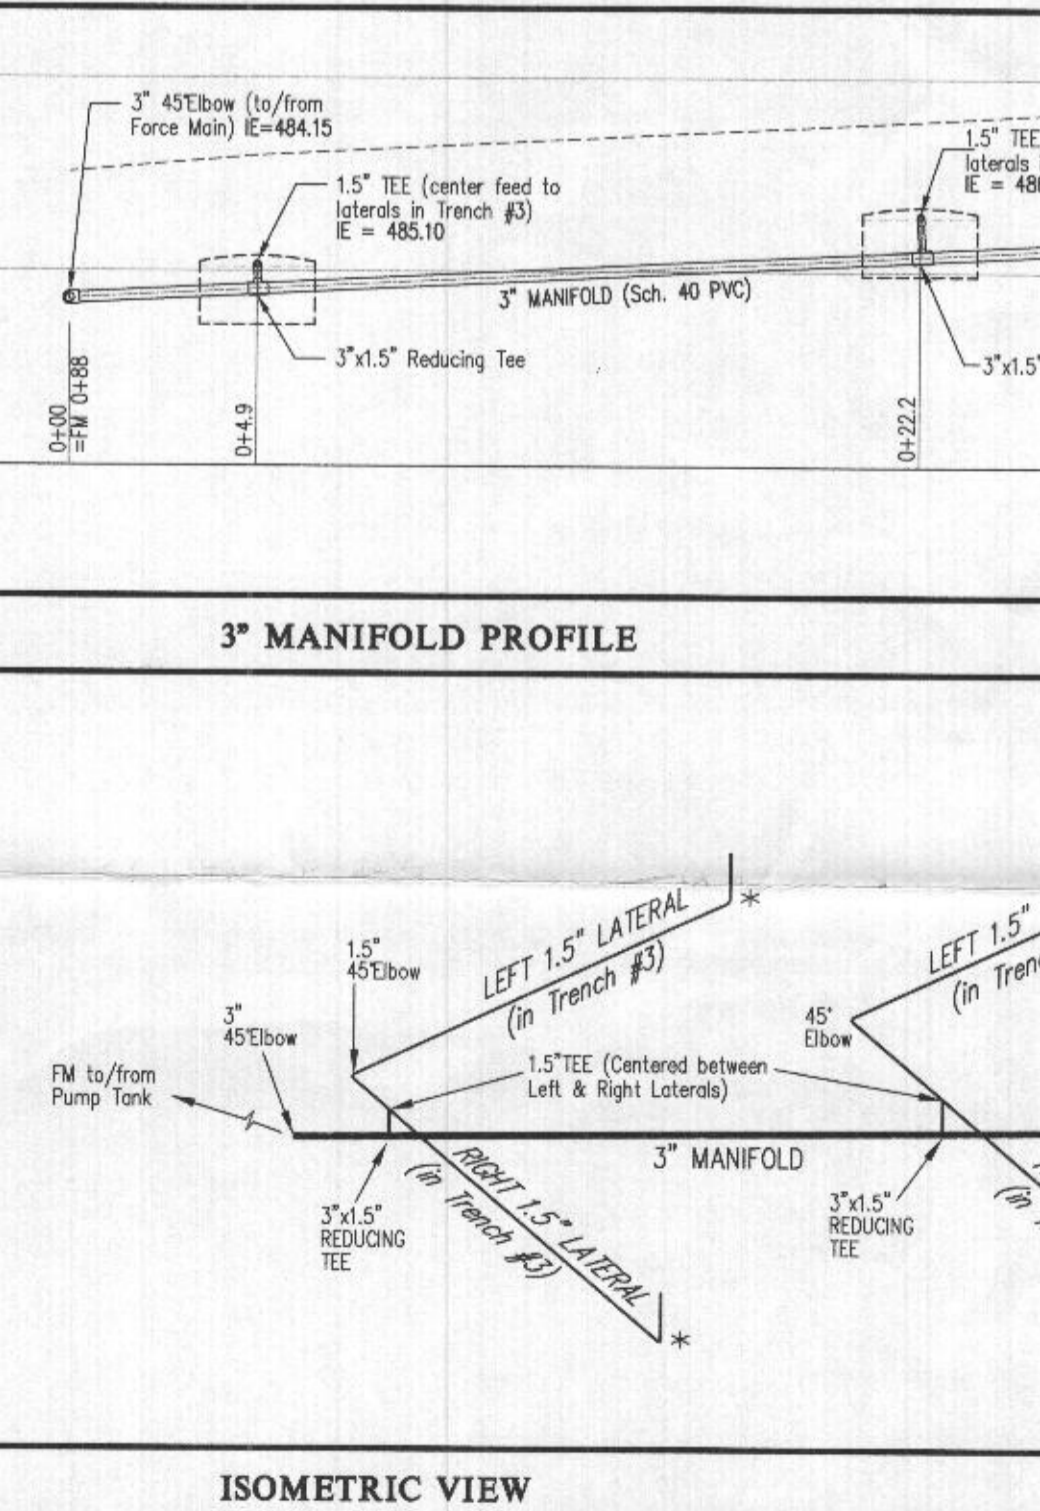 3" 45°Elbow (to/from
Force Main) IE=484.15
1.5" TEE (center feed to
laterals in Trench #3)
IE = 485.10
1.5" TEE
laterals
IE = 48
3" MANIFOLD (Sch. 40 PVC)
3"x1.5" Reducing Tee
3"x1.5"
0+00
=FM 0+88
0+4.9
0+22.2
3" MANIFOLD PROFILE
LEFT 1.5" LATERAL
(in Trench #3)
*
1.5"
45°Elbow
3"
45°Elbow
FM to/from
Pump Tank
1.5"TEE (Centered between
Left & Right Laterals)
LEFT 1.5"
(in
45°
Elbow
3" MANIFOLD
RIGHT 1.5" LATERAL
(in Trench #3)
*
3"x1.5"
REDUCING
TEE
3"x1.5"
REDUCING
TEE
(in
ISOMETRIC VIEW